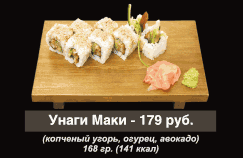 Унаги Маки - 179 руб.
(копченый угорь, огурец, авокадо)
168 гр. (141 ккал)